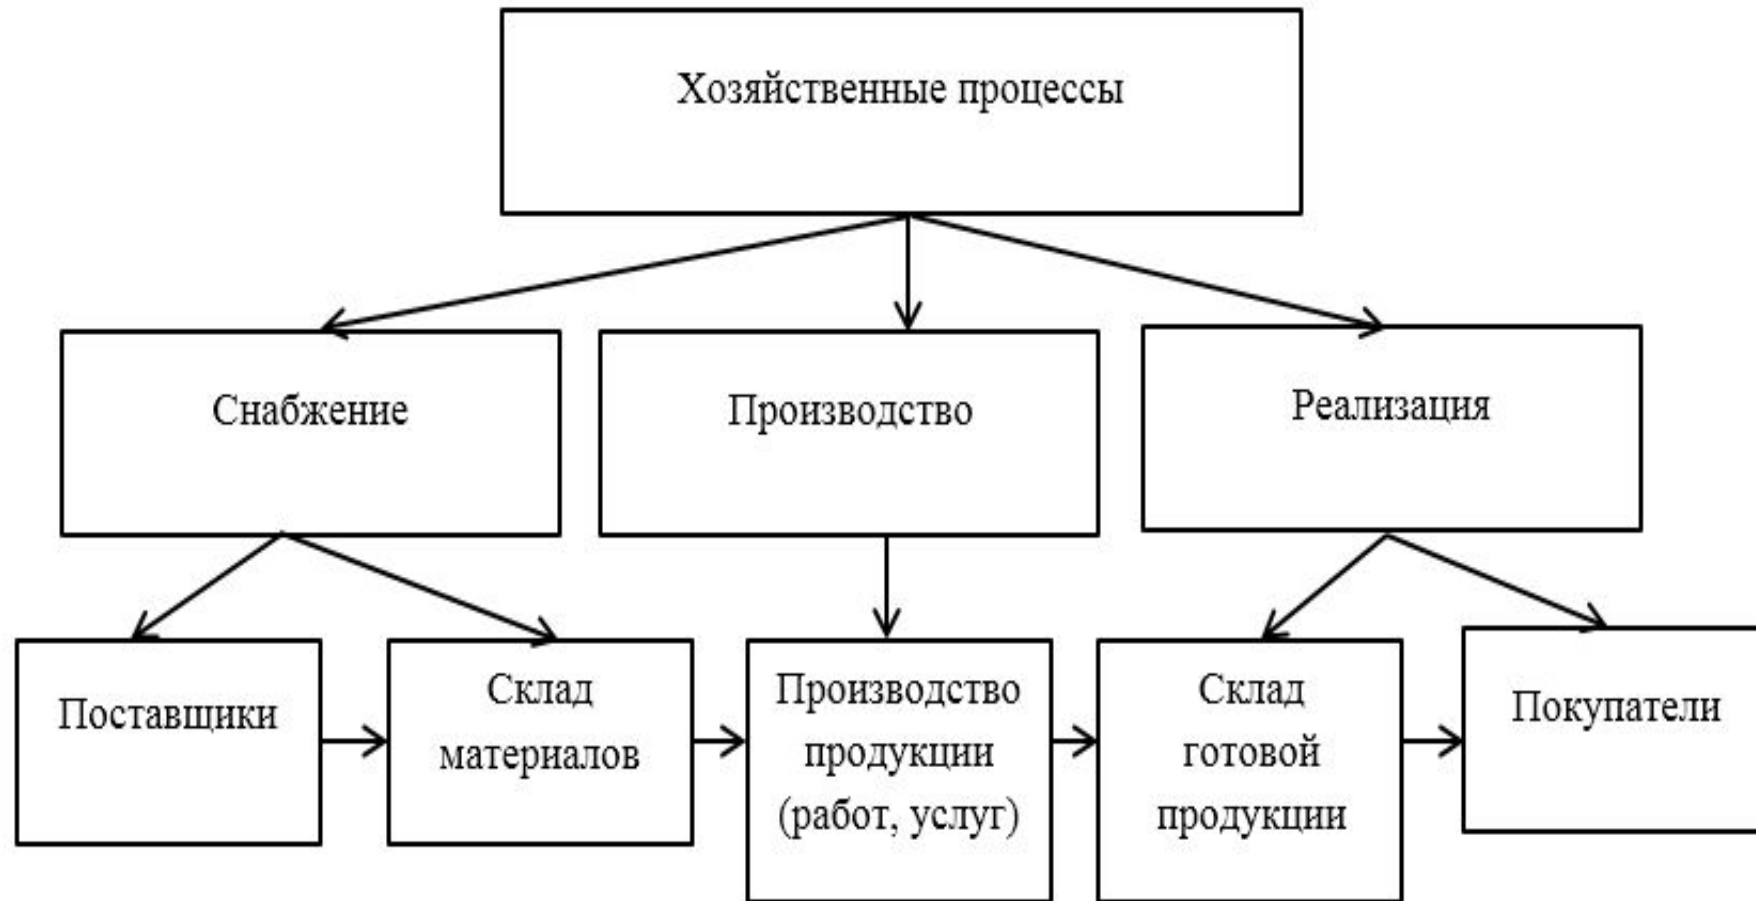 Хозяйственные процессы
Снабжение
Производство
Реализация
Поставщики
Склад
материалов
Производство
продукции
(работ, услуг)
Склад
готовой
продукции
Покупатели